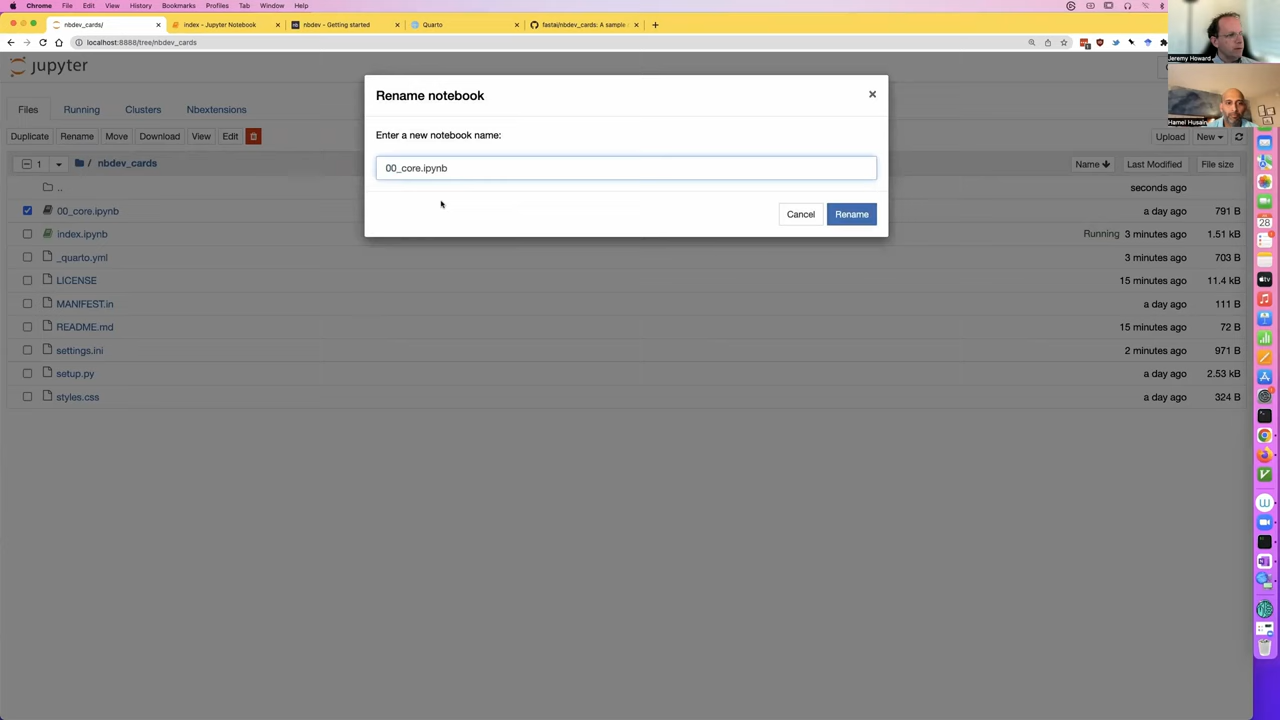 Chrome File Edit View History Bookmarks Profiles Tab Window Help
nbdev_cards/ × index - Jupyter Notebook × nbdev - Getting started × Quarto × fastai/nbdev_cards: A sample × +
localhost:8888/tree/nbdev_cards
Jeremy Howard
jupyter
Rename notebook ×
Files Running Clusters Nbextensions
Hamel Husain
Enter a new notebook name:
Duplicate Rename Move Download View Edit Upload New
00_core.ipynb
1 / nbdev_cards Name Last Modified File size
.. seconds ago
00_core.ipynb a day ago 791 B
Cancel Rename
index.ipynb Running 3 minutes ago 1.51 kB
_quarto.yml 3 minutes ago 703 B
LICENSE 15 minutes ago 11.4 kB
MANIFEST.in a day ago 111 B
README.md 15 minutes ago 72 B
settings.ini 2 minutes ago 971 B
setup.py a day ago 2.53 kB
styles.css a day ago 324 B
28
tv